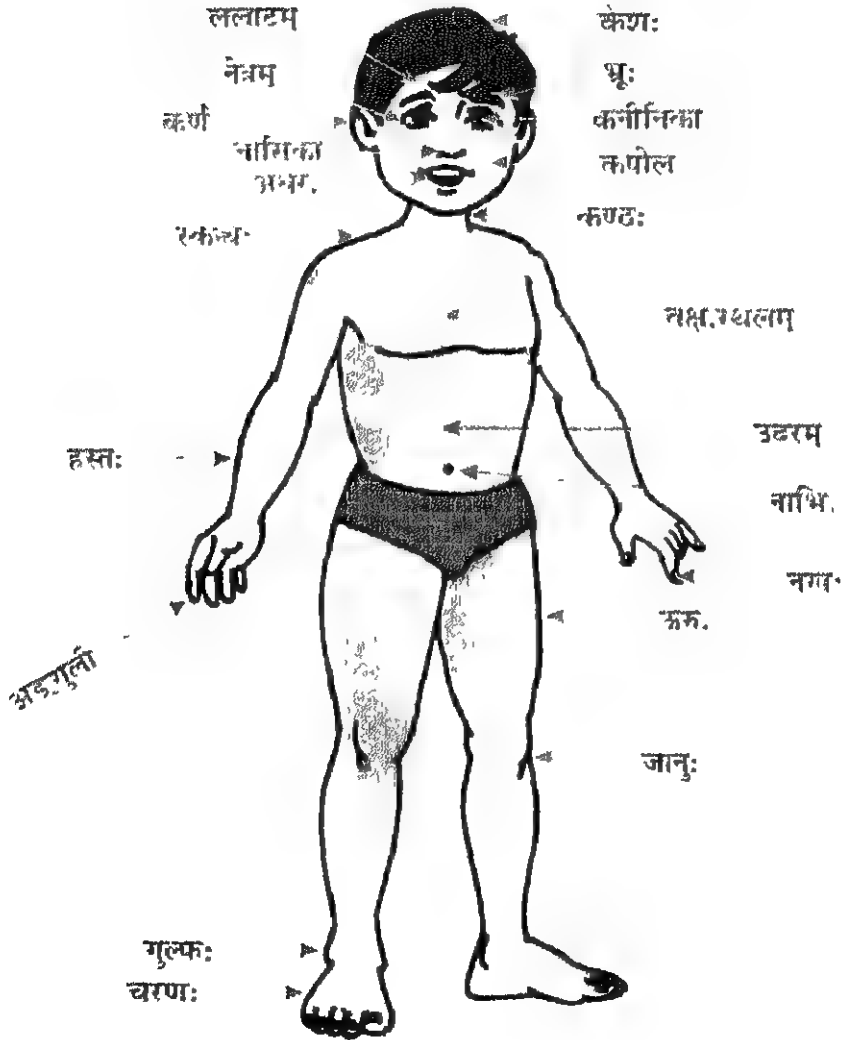 ललाटम्
केशः
नेत्रम्
भ्रूः
कर्ण
कनीनिका
नासिका
कपोल
अधर.
कण्ठः
स्कन्धः
वक्षःस्थलम्
उदरम्
हस्तः
नाभि.
नखाः
ऊरु.
अङ्गुली
जानुः
गुल्फः
चरणः